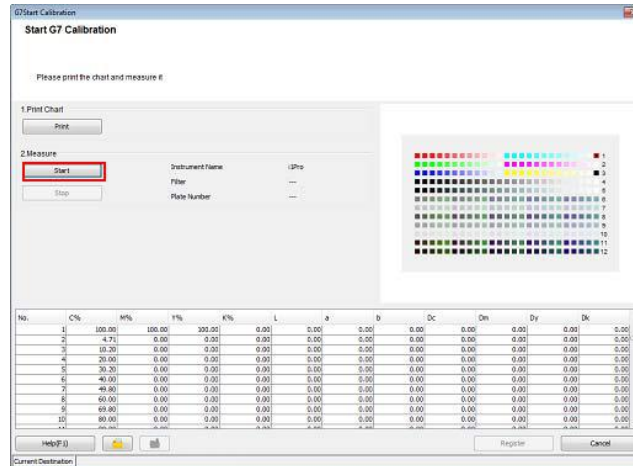 G7Start Calibration
Start G7 Calibration
Please print the chart and measure it
1.Print Chart
Print
2.Measure
Start
Stop
Instrument Name i1Pro
Filter ---
Plate Number ---
1
2
3
4
5
6
7
8
9
10
11
12
No. C% M% Y% K% L a b Dc Dm Dy Dk
1 100.00 100.00 100.00 0.00 0.00 0.00 0.00 0.00 0.00 0.00 0.00
2 4.71 0.00 0.00 0.00 0.00 0.00 0.00 0.00 0.00 0.00 0.00
3 10.20 0.00 0.00 0.00 0.00 0.00 0.00 0.00 0.00 0.00 0.00
4 20.00 0.00 0.00 0.00 0.00 0.00 0.00 0.00 0.00 0.00 0.00
5 30.20 0.00 0.00 0.00 0.00 0.00 0.00 0.00 0.00 0.00 0.00
6 40.00 0.00 0.00 0.00 0.00 0.00 0.00 0.00 0.00 0.00 0.00
7 49.80 0.00 0.00 0.00 0.00 0.00 0.00 0.00 0.00 0.00 0.00
8 60.00 0.00 0.00 0.00 0.00 0.00 0.00 0.00 0.00 0.00 0.00
9 69.80 0.00 0.00 0.00 0.00 0.00 0.00 0.00 0.00 0.00 0.00
10 80.00 0.00 0.00 0.00 0.00 0.00 0.00 0.00 0.00 0.00 0.00
Help(F1) Register Cancel
Current Destination